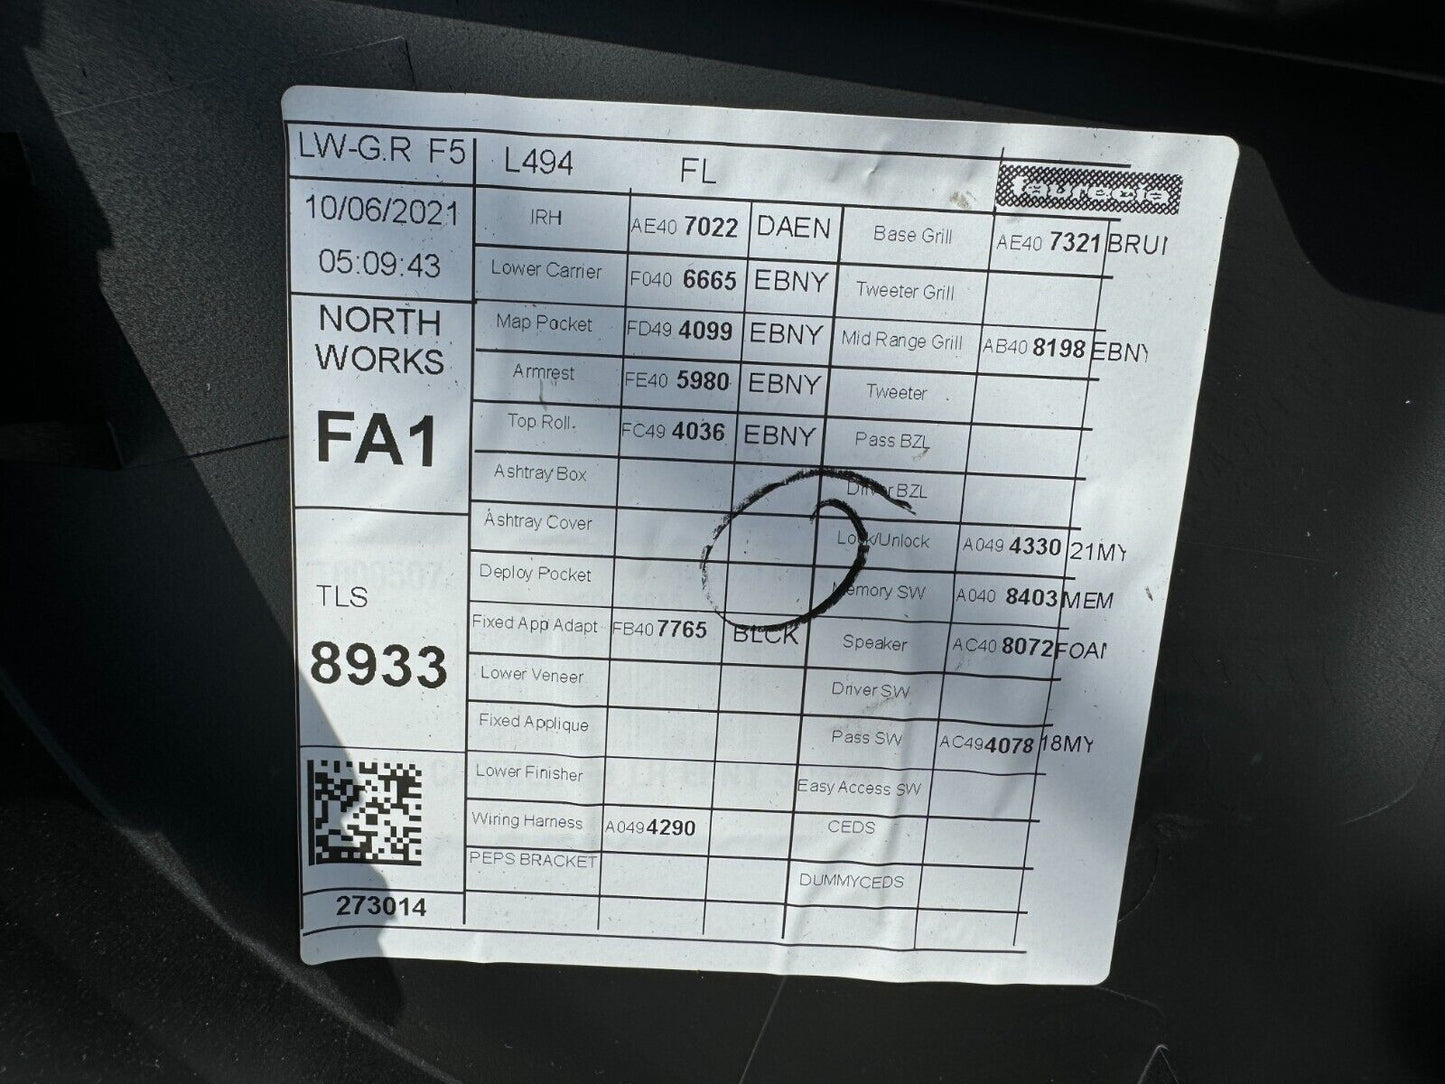 LW-G.R F5 L494 FL faurecia
10/06/2021
05:09:43
NORTH
WORKS
FA1
TLS
8933
273014
IRH AE40 7022 DAEN Base Grill AE40 7321 BRUI
Lower Carrier F040 6665 EBNY Tweeter Grill
Map Pocket FD49 4099 EBNY Mid Range Grill AB40 8198 EBNY
Armrest FE40 5980 EBNY Tweeter
Top Roll. FC49 4036 EBNY Pass BZL
Ashtray Box Driver BZL
Ashtray Cover Lock/Unlock A049 4330 21MY
Deploy Pocket Memory SW A040 8403 MEM
Fixed App Adapt FB40 7765 BLCK Speaker AC40 8072 FOAI
Lower Veneer Driver SW
Fixed Applique Pass SW AC49 4078 18MY
Lower Finisher Easy Access SW
Wiring Harness A049 4290 CEDS
PEPS BRACKET DUMMYCEDS